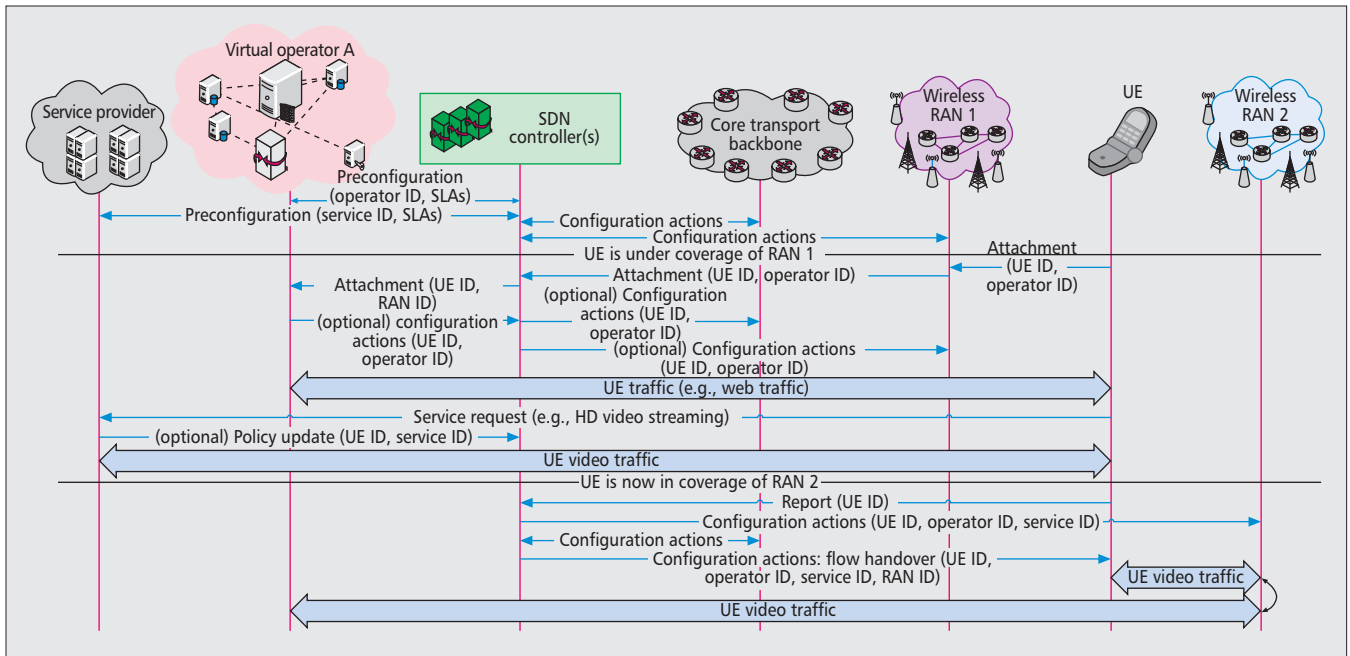 Virtual operator A
Service provider
SDN
controller(s)
Core transport
backbone
Wireless
RAN 1
UE
Wireless
RAN 2
Preconfiguration
(operator ID, SLAs)
Preconfiguration (service ID, SLAs)
Configuration actions
Configuration actions
UE is under coverage of RAN 1
Attachment
(UE ID,
operator ID)
Attachment (UE ID, operator ID)
Attachment (UE ID,
RAN ID)
(optional) configuration
actions (UE ID,
operator ID)
(optional) Configuration
actions (UE ID,
operator ID)
(optional) Configuration actions
(UE ID, operator ID)
UE traffic (e.g., web traffic)
Service request (e.g., HD video streaming)
(optional) Policy update (UE ID, service ID)
UE video traffic
UE is now in coverage of RAN 2
Report (UE ID)
Configuration actions (UE ID, operator ID, service ID)
Configuration actions
Configuration actions: flow handover (UE ID,
operator ID, service ID, RAN ID)
UE video traffic
UE video traffic